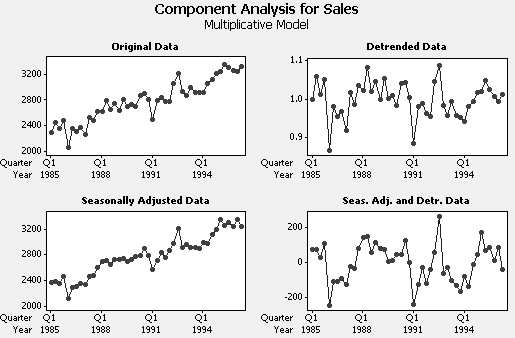 Component Analysis for Sales
Multiplicative Model
Original Data
Detrended Data
3200
2800
2400
2000
1.1
1.0
0.9
Quarter Q1 Q1 Q1 Q1
Year 1985 1988 1991 1994
Quarter Q1 Q1 Q1 Q1
Year 1985 1988 1991 1994
Seasonally Adjusted Data
Seas. Adj. and Detr. Data
3200
2800
2400
2000
200
0
-200
Quarter Q1 Q1 Q1 Q1
Year 1985 1988 1991 1994
Quarter Q1 Q1 Q1 Q1
Year 1985 1988 1991 1994